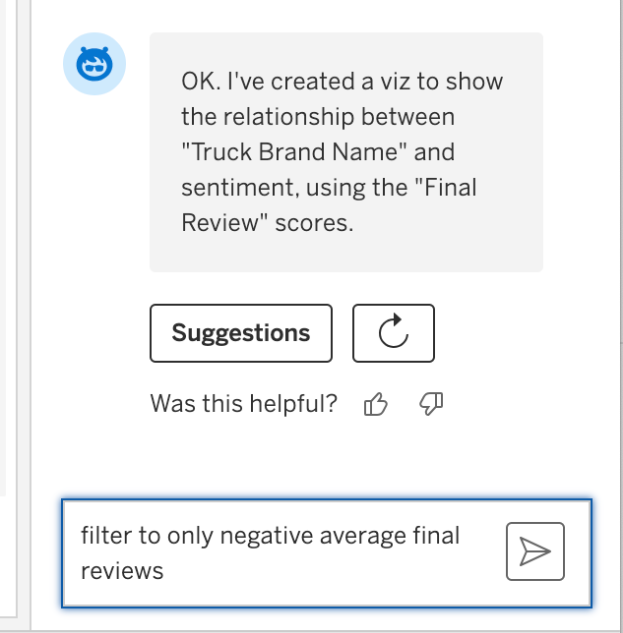 OK. I've created a viz to show
the relationship between
"Truck Brand Name" and
sentiment, using the "Final
Review" scores.
Suggestions
Was this helpful?
filter to only negative average final
reviews